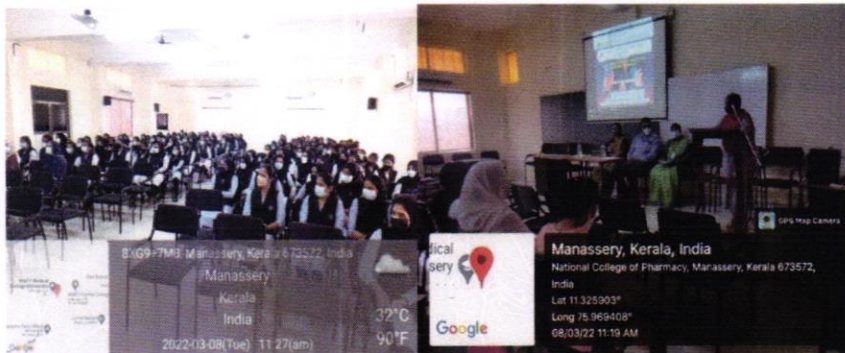 8XG9+7M8, Manassery, Kerala 673572, India
Manassery
Kerala
India
32°C
90°F
2022-03-08(Tue) 11:27(am)
GPS Map Camera
dical
sery
Google
Manassery, Kerala, India
National College of Pharmacy, Manassery, Kerala 673572,
India
Lat 11.325903°
Long 75.969408°
08/03/22 11:19 AM
Google